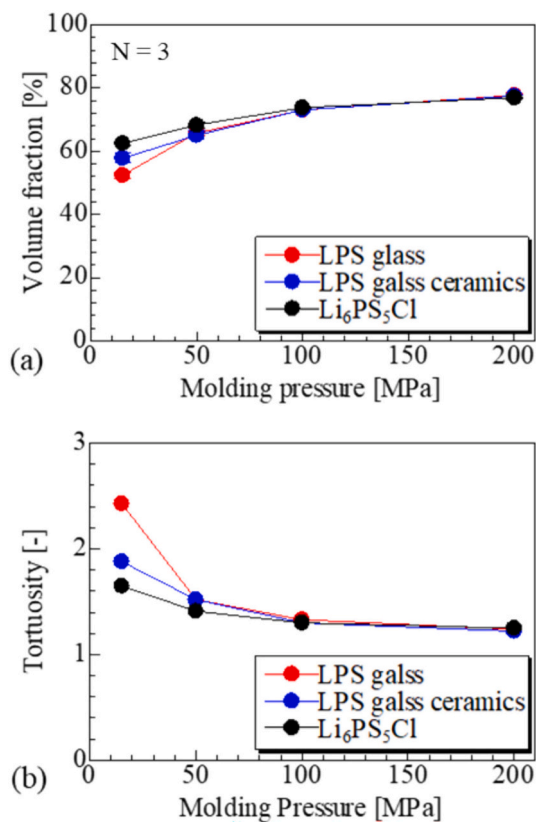 100
80
60
40
20
0
Volume fraction [%]
N = 3
LPS glass
LPS galss ceramics
Li₆PS₅Cl
0 50 100 150 200
(a)
Molding pressure [MPa]
3
2
1
0
Tortuosity [-]
LPS galss
LPS galss ceramics
Li₆PS₅Cl
0 50 100 150 200
(b)
Molding Pressure [MPa]